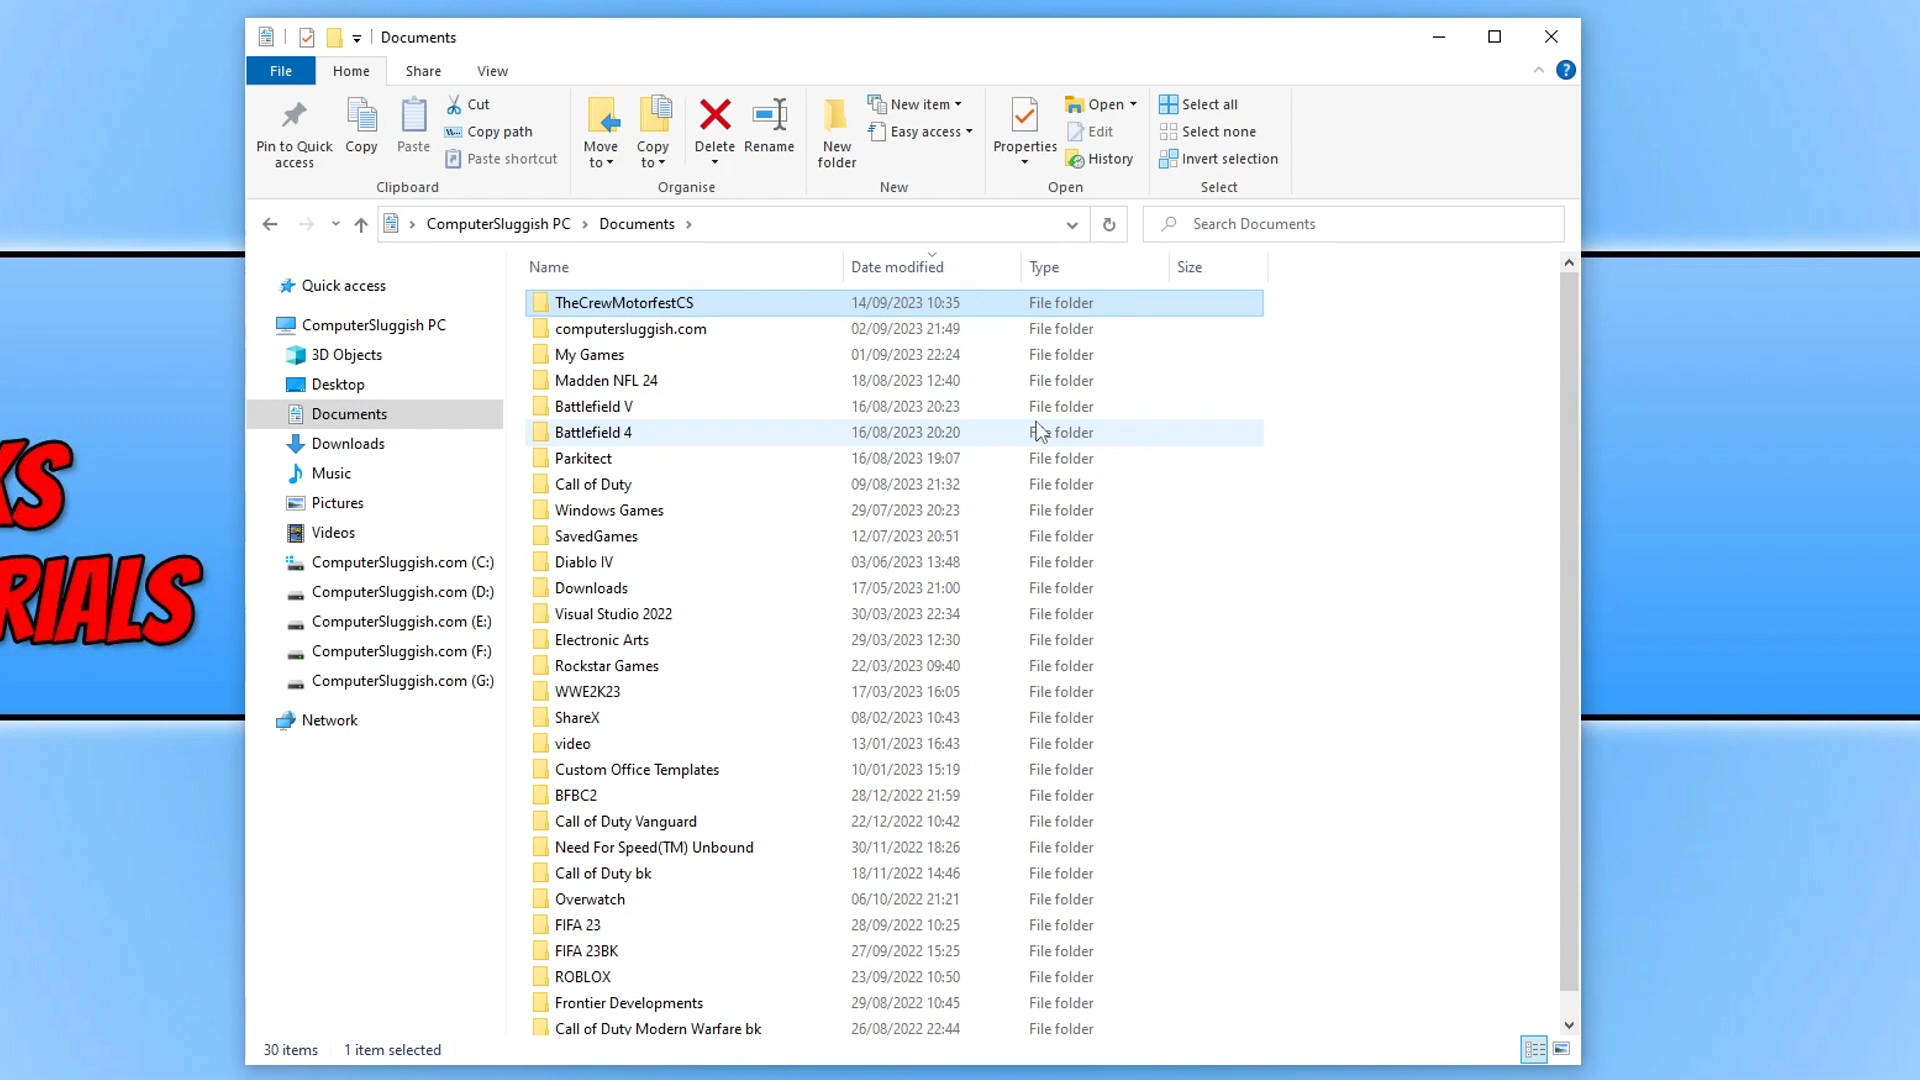 Documents
File Home Share View
Pin to Quick access
Copy
Paste
Cut
Copy path
Paste shortcut
Clipboard
Move to
Copy to
Delete
Rename
Organise
New folder
New item
Easy access
New
Properties
Open
Edit
History
Open
Select all
Select none
Invert selection
Select
ComputerSluggish PC Documents
Search Documents
Quick access
ComputerSluggish PC
3D Objects
Desktop
Documents
Downloads
Music
Pictures
Videos
ComputerSluggish.com (C:)
ComputerSluggish.com (D:)
ComputerSluggish.com (E:)
ComputerSluggish.com (F:)
ComputerSluggish.com (G:)
Network
Name Date modified Type Size
TheCrewMotorfestCS 14/09/2023 10:35 File folder
computersluggish.com 02/09/2023 21:49 File folder
My Games 01/09/2023 22:24 File folder
Madden NFL 24 18/08/2023 12:40 File folder
Battlefield V 16/08/2023 20:23 File folder
Battlefield 4 16/08/2023 20:20 File folder
Parkitect 16/08/2023 19:07 File folder
Call of Duty 09/08/2023 21:32 File folder
Windows Games 29/07/2023 20:23 File folder
SavedGames 12/07/2023 20:51 File folder
Diablo IV 03/06/2023 13:48 File folder
Downloads 17/05/2023 21:00 File folder
Visual Studio 2022 30/03/2023 22:34 File folder
Electronic Arts 29/03/2023 12:30 File folder
Rockstar Games 22/03/2023 09:40 File folder
WWE2K23 17/03/2023 16:05 File folder
ShareX 08/02/2023 10:43 File folder
video 13/01/2023 16:43 File folder
Custom Office Templates 10/01/2023 15:19 File folder
BFBC2 28/12/2022 21:59 File folder
Call of Duty Vanguard 22/12/2022 10:42 File folder
Need For Speed(TM) Unbound 30/11/2022 18:26 File folder
Call of Duty bk 18/11/2022 14:46 File folder
Overwatch 06/10/2022 21:21 File folder
FIFA 23 28/09/2022 10:25 File folder
FIFA 23BK 27/09/2022 15:25 File folder
ROBLOX 23/09/2022 10:50 File folder
Frontier Developments 29/08/2022 10:45 File folder
Call of Duty Modern Warfare bk 26/08/2022 22:44 File folder
30 items 1 item selected
KS
RIALS